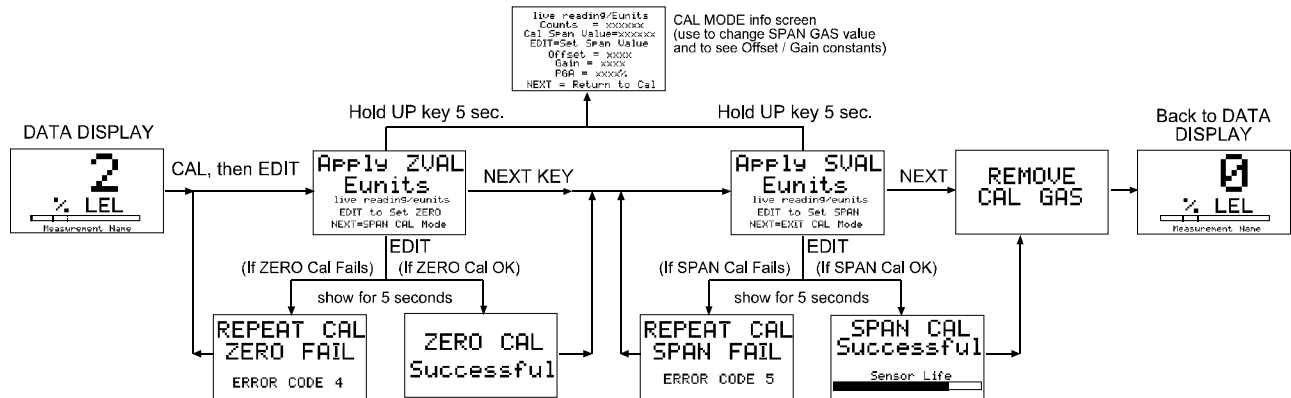 live reading/Eunits
Counts = xxxxxx
Cal Span Value=xxxxxx
EDIT=Set Span Value
Offset = xxxx
Gain = xxxx
PGA = xxxx%
NEXT = Return to Cal
CAL MODE info screen
(use to change SPAN GAS value
and to see Offset / Gain constants)
Hold UP key 5 sec.
Hold UP key 5 sec.
DATA DISPLAY
2
% LEL
Measurement Name
CAL, then EDIT
Apply ZVAL
Eunits
live reading/eunits
EDIT to Set ZERO
NEXT=SPAN CAL Mode
NEXT KEY
Apply SVAL
Eunits
live reading/eunits
EDIT to Set SPAN
NEXT=EXIT CAL Mode
NEXT
REMOVE
CAL GAS
Back to DATA
DISPLAY
0
% LEL
Measurement Name
EDIT
(If ZERO Cal Fails)
(If ZERO Cal OK)
show for 5 seconds
REPEAT CAL
ZERO FAIL
ERROR CODE 4
ZERO CAL
Successful
EDIT
(If SPAN Cal Fails)
(If SPAN Cal OK)
show for 5 seconds
REPEAT CAL
SPAN FAIL
ERROR CODE 5
SPAN CAL
Successful
Sensor Life